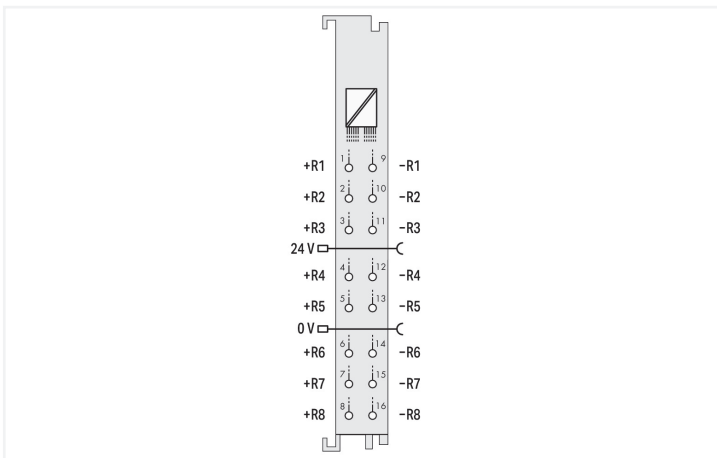 +R1 1 9 −R1
+R2 2 10 −R2
+R3 3 11 −R3
24 V
+R4 4 12 −R4
+R5 5 13 −R5
0 V
+R6 6 14 −R6
+R7 7 15 −R7
+R8 8 16 −R8